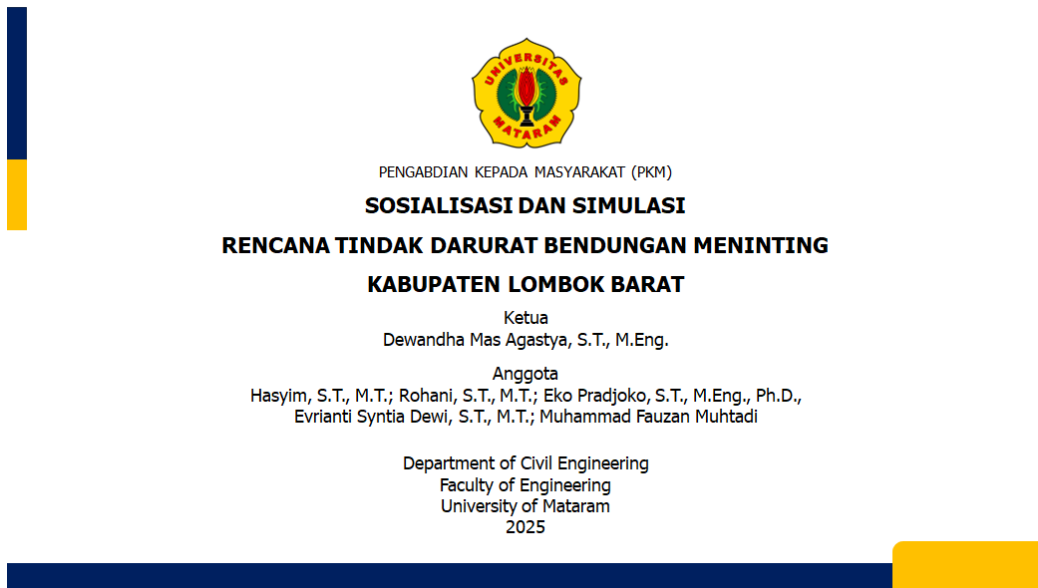 UNIVERSITAS
MATARAM
PENGABDIAN KEPADA MASYARAKAT (PKM)
SOSIALISASI DAN SIMULASI
RENCANA TINDAK DARURAT BENDUNGAN MENINTING
KABUPATEN LOMBOK BARAT
Ketua
Dewandha Mas Agastya, S.T., M.Eng.
Anggota
Hasyim, S.T., M.T.; Rohani, S.T., M.T.; Eko Pradjoko, S.T., M.Eng., Ph.D.,
Evrianti Syntia Dewi, S.T., M.T.; Muhammad Fauzan Muhtadi
Department of Civil Engineering
Faculty of Engineering
University of Mataram
2025